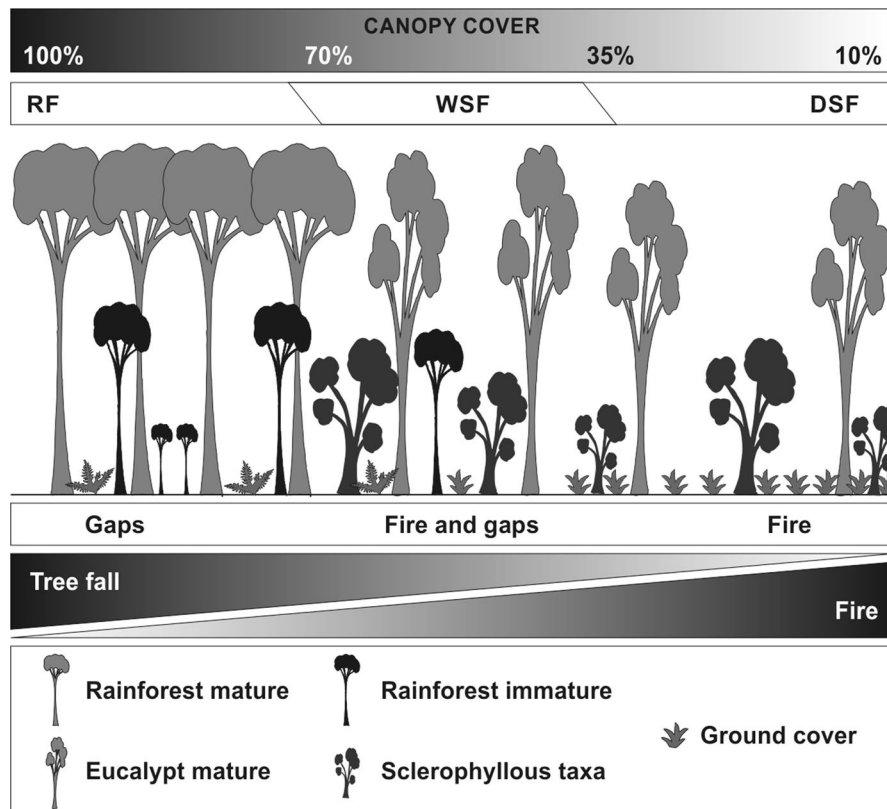 CANOPY COVER
100% 70% 35% 10%
RF WSF DSF
Gaps Fire and gaps Fire
Tree fall
Fire
Rainforest mature Rainforest immature
Ground cover
Eucalypt mature Sclerophyllous taxa